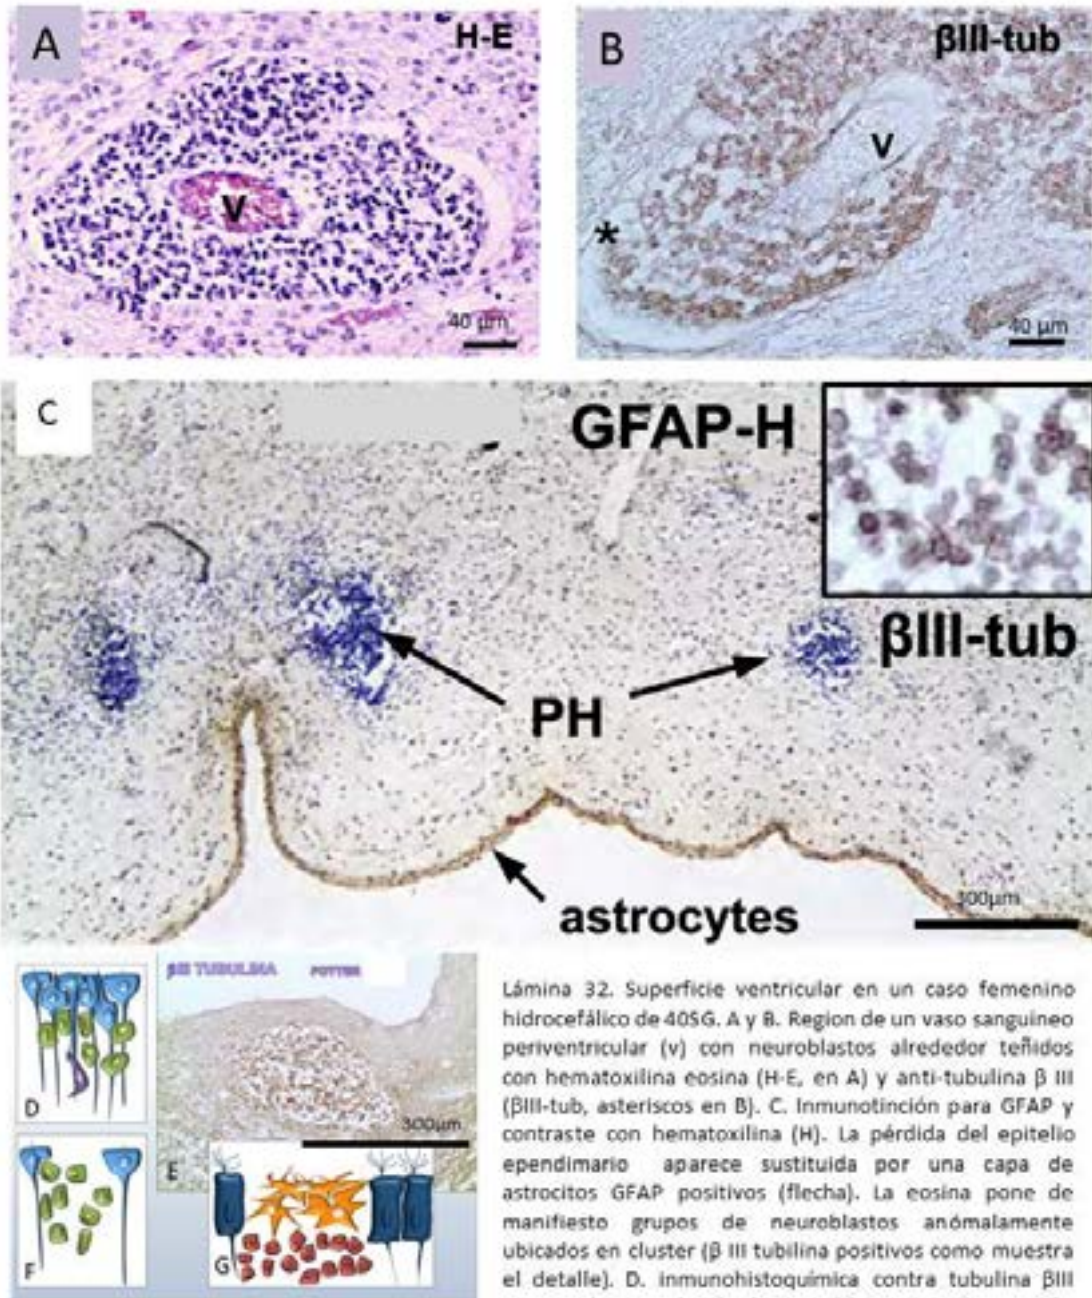 A
H-E
V
40 µm
B
βIII-tub
V
*
40 µm
C
GFAP-H
βIII-tub
PH
astrocytes
300µm
D
βIII TUBULINA
POTTER
300µm
E
F
G
Lámina 32. Superficie ventricular en un caso femenino
hidrocefálico de 40SG. A y B. Region de un vaso sanguineo
periventricular (v) con neuroblastos alrededor teñidos
con hematoxilina eosina (H-E, en A) y anti-tubulina β III
(βIII-tub, asteriscos en B). C. Inmunotinción para GFAP y
contraste con hematoxilina (H). La pérdida del epitelio
ependimario aparece sustituida por una capa de
astrocitos GFAP positivos (flecha). La eosina pone de
manifiesto grupos de neuroblastos anómalamente
ubicados en cluster (β III tubilina positivos como muestra
el detalle). D. inmunohistoquímica contra tubulina βIII